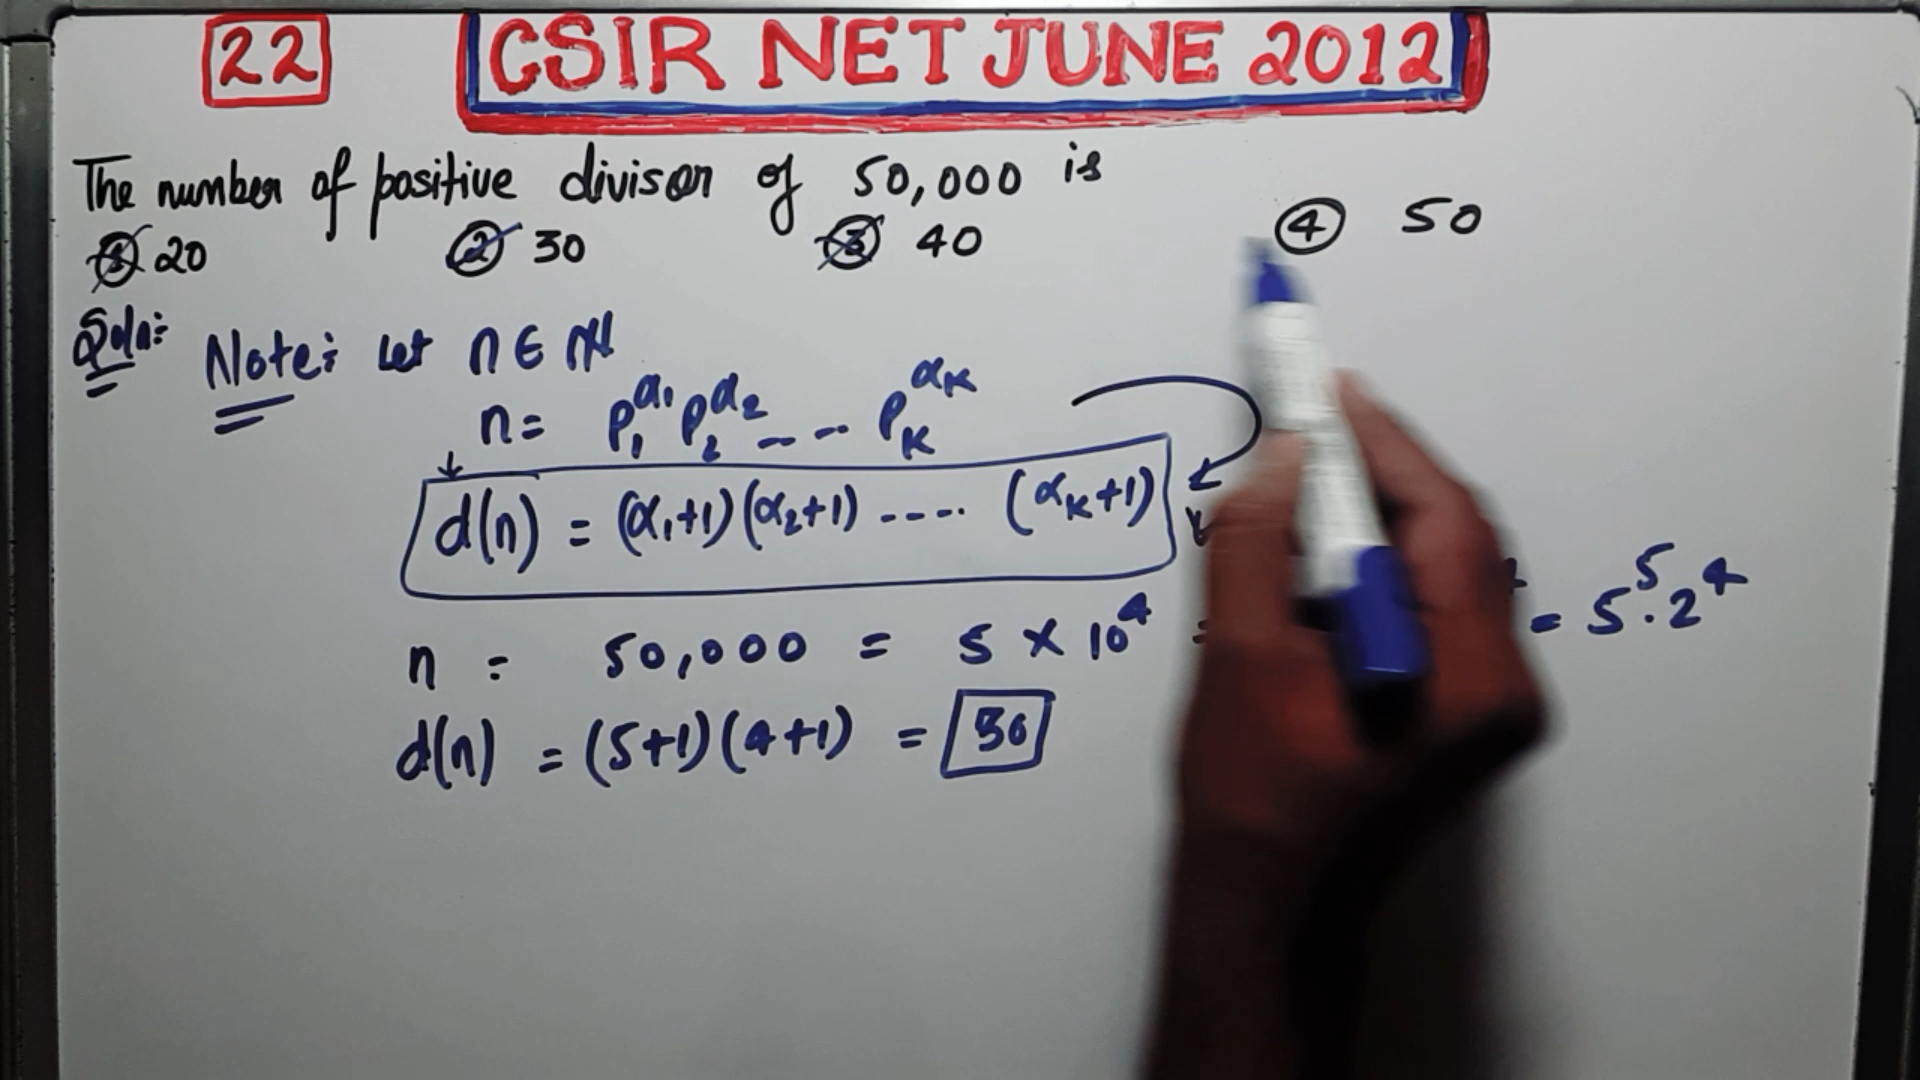 22 CSIR NET JUNE 2012
The number of positive divisor of 50,000 is
① 20 ② 30 ③ 40 ④ 50
Soln: Note: Let n ∈ ℕ
n = p₁^α₁ p₂^α₂ -- -- p_k^α_k
d(n) = (α₁+1)(α₂+1) ---- (α_k+1)
n = 50,000 = 5 × 10⁴ = = 5⁵·2⁴
d(n) = (5+1)(4+1) = 30